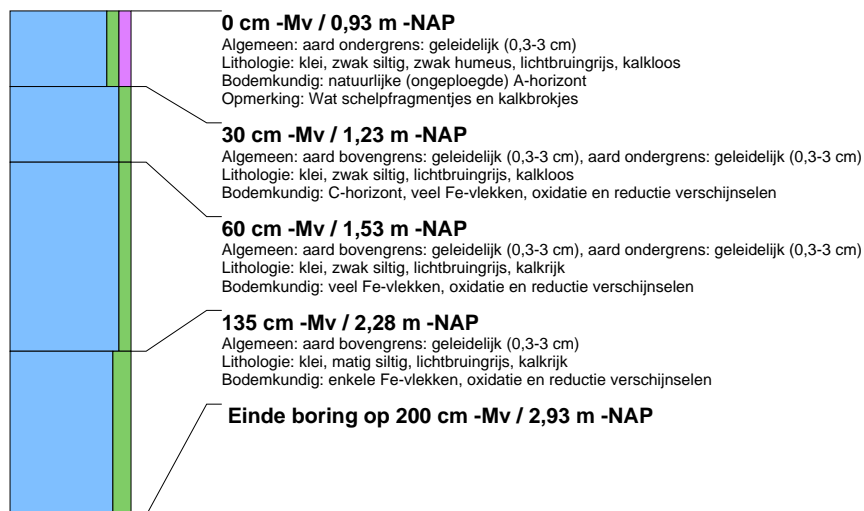 0 cm -Mv / 0,93 m -NAP
Algemeen: aard ondergrens: geleidelijk (0,3-3 cm)
Lithologie: klei, zwak siltig, zwak humeus, lichtbruingrijs, kalkloos
Bodemkundig: natuurlijke (ongeploegde) A-horizont
Opmerking: Wat schelpfragmentjes en kalkbrokjes
30 cm -Mv / 1,23 m -NAP
Algemeen: aard bovengrens: geleidelijk (0,3-3 cm), aard ondergrens: geleidelijk (0,3-3 cm)
Lithologie: klei, zwak siltig, lichtbruingrijs, kalkloos
Bodemkundig: C-horizont, veel Fe-vlekken, oxidatie en reductie verschijnselen
60 cm -Mv / 1,53 m -NAP
Algemeen: aard bovengrens: geleidelijk (0,3-3 cm), aard ondergrens: geleidelijk (0,3-3 cm)
Lithologie: klei, zwak siltig, lichtbruingrijs, kalkrijk
Bodemkundig: veel Fe-vlekken, oxidatie en reductie verschijnselen
135 cm -Mv / 2,28 m -NAP
Algemeen: aard bovengrens: geleidelijk (0,3-3 cm)
Lithologie: klei, matig siltig, lichtbruingrijs, kalkrijk
Bodemkundig: enkele Fe-vlekken, oxidatie en reductie verschijnselen
Einde boring op 200 cm -Mv / 2,93 m -NAP